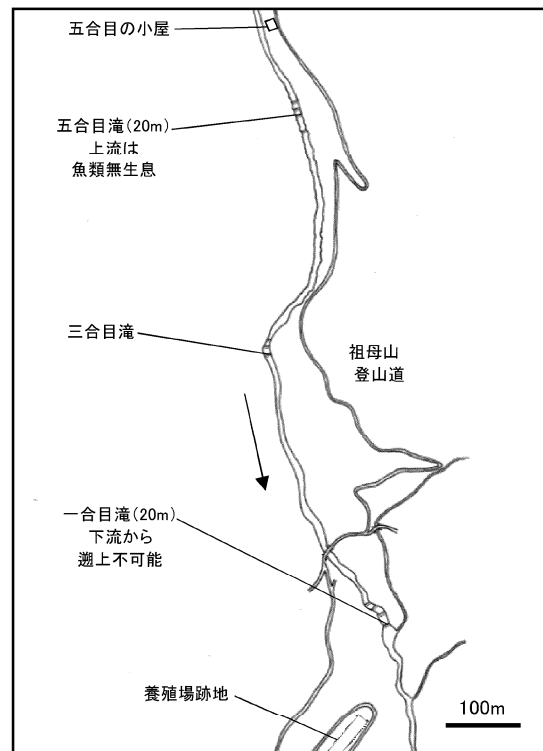 五合目の小屋
五合目滝(20m)
上流は
魚類無生息
三合目滝
祖母山
登山道
一合目滝(20m)
下流から
遡上不可能
養殖場跡地
100m